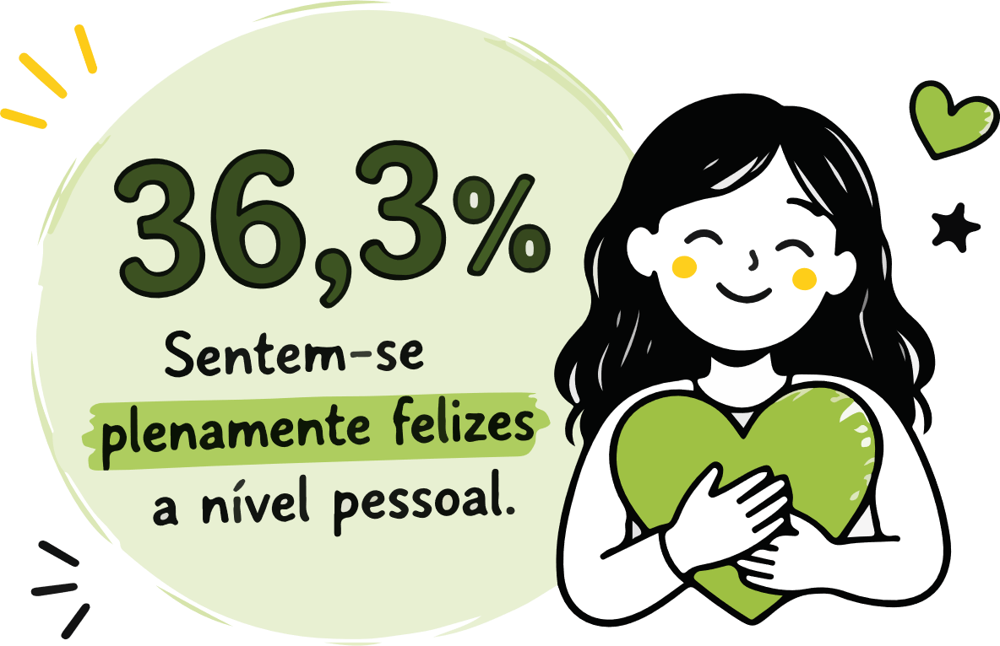 36,3%
Sentem-se
plenamente felizes
a nível pessoal.